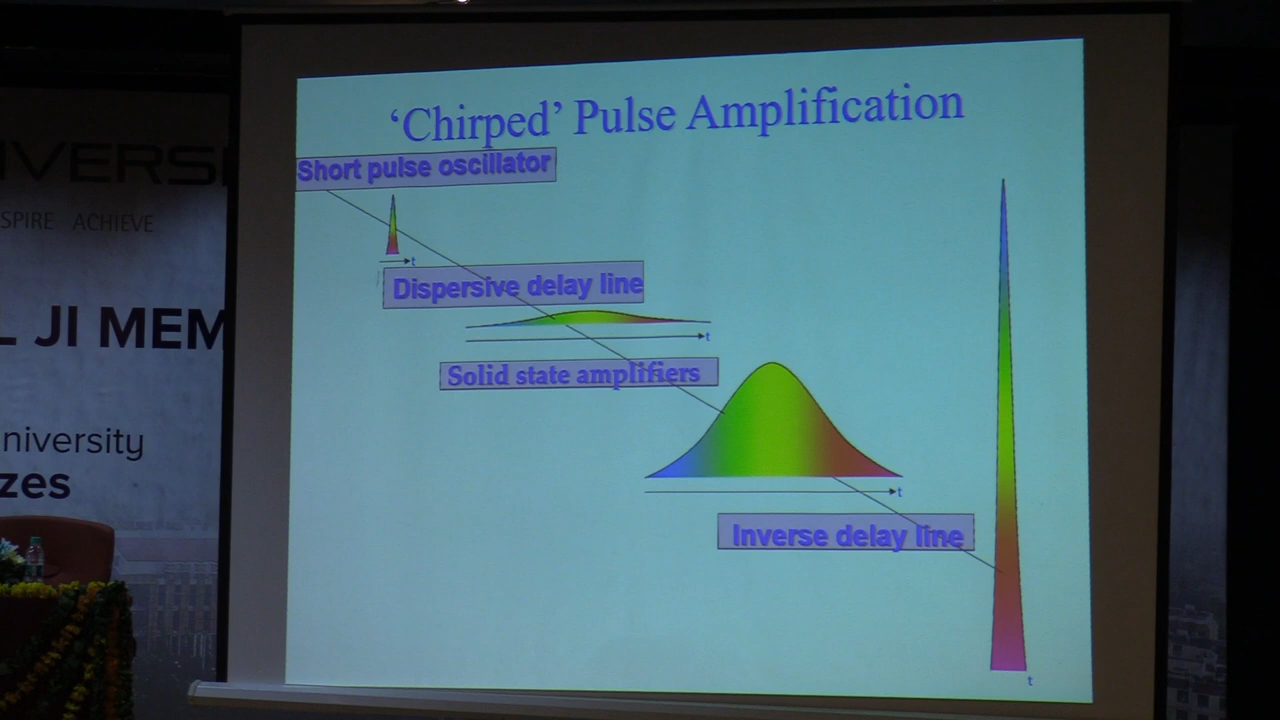 ‘Chirped’ Pulse Amplification
Short pulse oscillator
t
Dispersive delay line
t
Solid state amplifiers
t
Inverse delay line
t
IVERS
SPIRE ACHIEVE
L JI MEM
niversity
zes